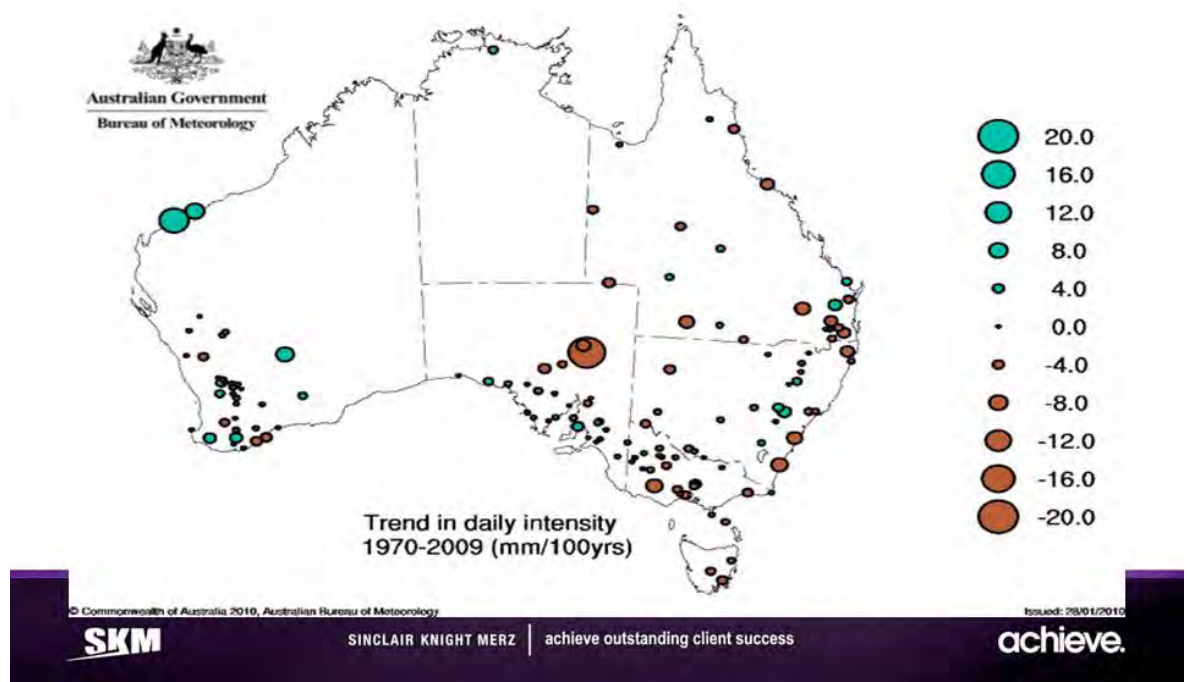 Australian Government
Bureau of Meteorology
20.0
16.0
12.0
8.0
4.0
0.0
-4.0
-8.0
-12.0
-16.0
-20.0
Trend in daily intensity
1970-2009 (mm/100yrs)
© Commonwealth of Australia 2010, Australian Bureau of Meteorology
Issued: 28/01/2010
SKM
SINCLAIR KNIGHT MERZ | achieve outstanding client success
achieve.